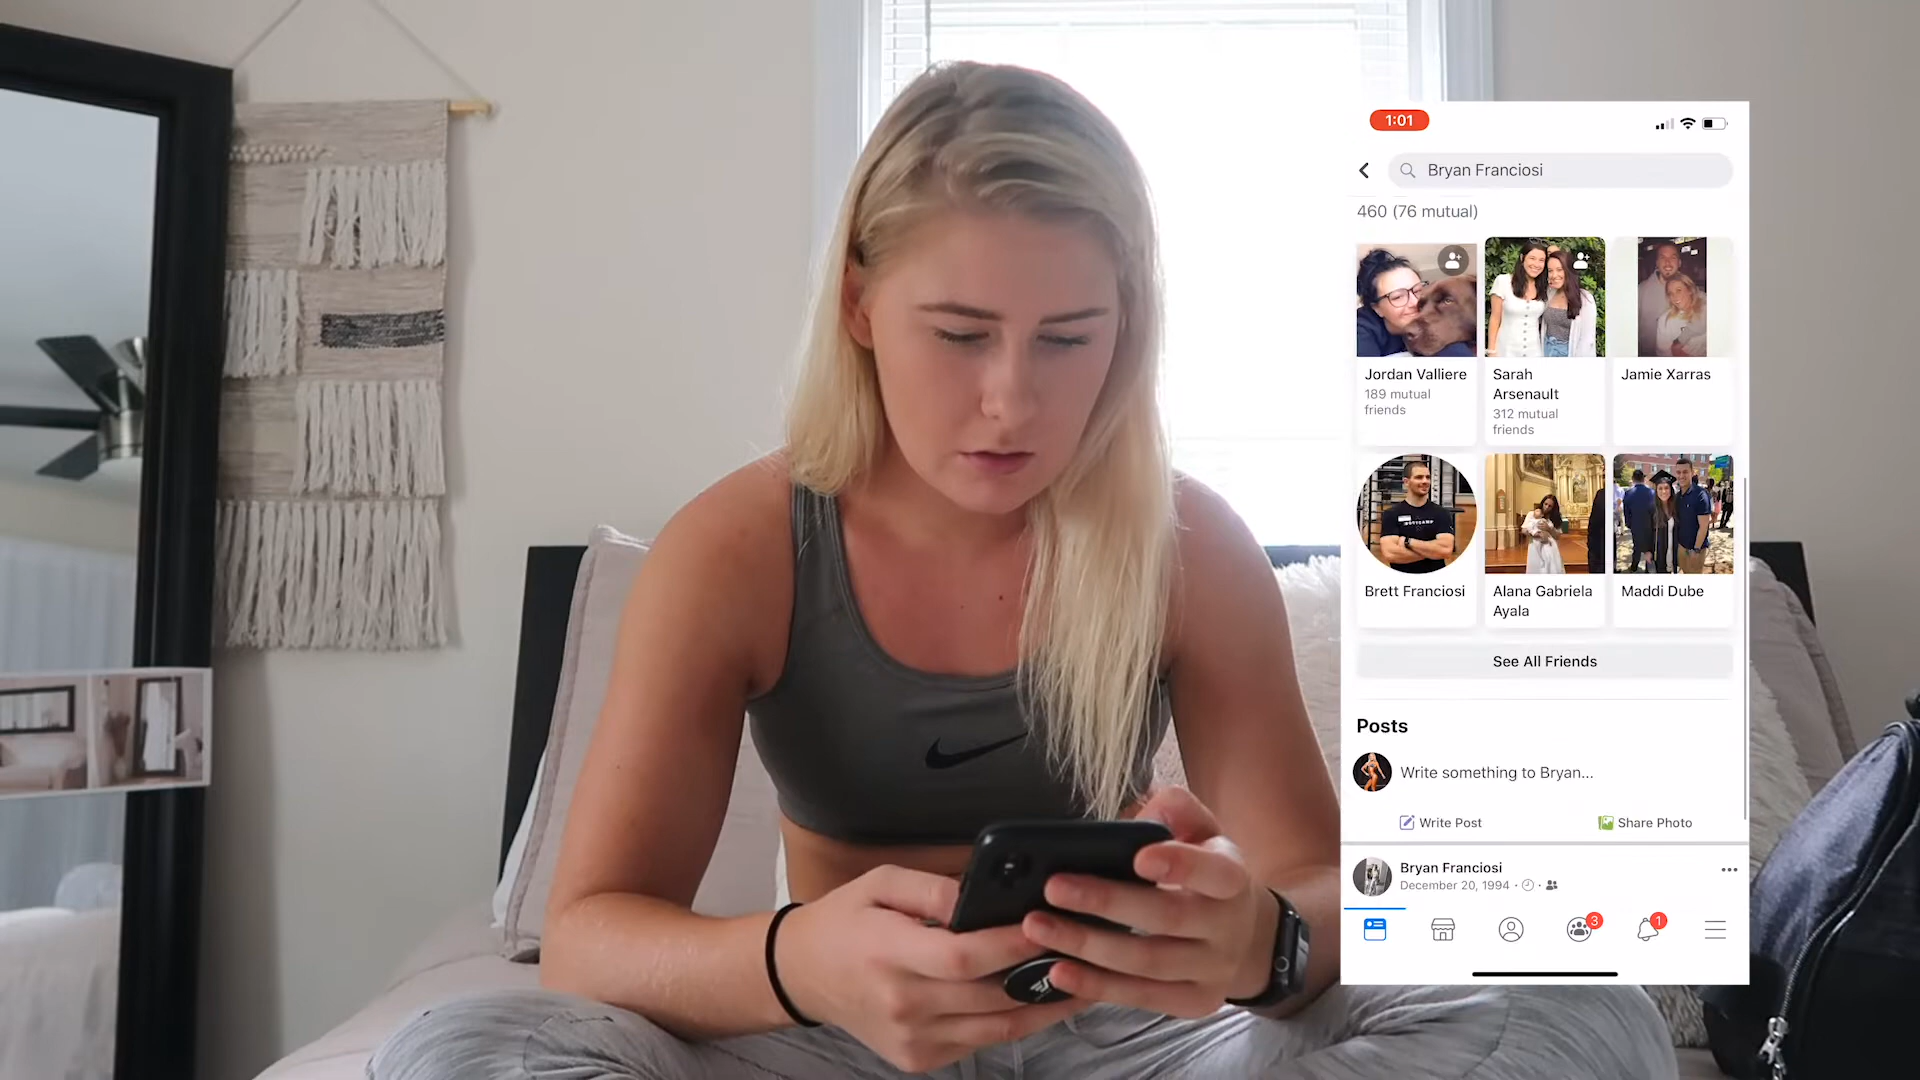 1:01
Bryan Franciosi
460 (76 mutual)
Jordan Valliere
189 mutual
friends
Sarah
Arsenault
312 mutual
friends
Jamie Xarras
Brett Franciosi
Alana Gabriela
Ayala
Maddi Dube
See All Friends
Posts
Write something to Bryan...
Write Post
Share Photo
Bryan Franciosi
December 20, 1994
3
1